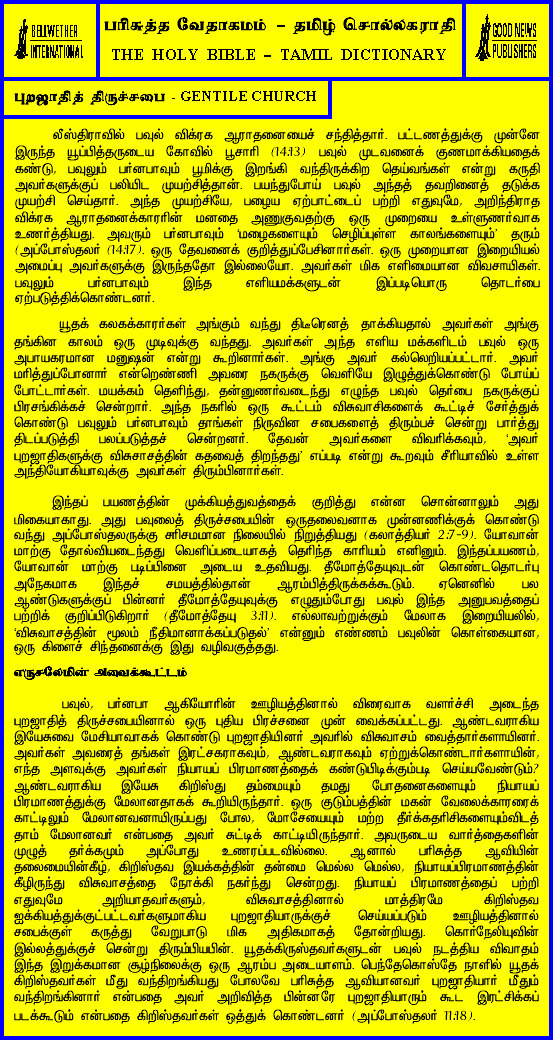 BELLWETHER
INTERNATIONAL
பரிசுத்த வேதாகமம் – தமிழ் சொல்லகராதி
THE HOLY BIBLE – TAMIL DICTIONARY
GOOD NEWS
PUBLISHERS
புறஜாதித் திருச்சபை - GENTILE CHURCH
லீஸ்திராவில் பவுல் விக்ரக ஆராதனையைச் சந்தித்தார். பட்டணத்துக்கு முன்னே
இருந்த யூப்பித்தருடைய கோவில் பூசாரி (14:13) பவுல் முடவனைக் குணமாக்கியதைக்
கண்டு, பவுலும் பர்னபாவும் பூமிக்கு இறங்கி வந்திருக்கிற தெய்வங்கள் என்று கருதி
அவர்களுக்குப் பலியிட முயற்சித்தான். பயந்துபோய் பவுல் அந்தத் தவறினைத் தடுக்க
முயற்சி செய்தார். அந்த முயற்சியே, பழைய ஏற்பாட்டைப் பற்றி எதுவுமே, அறிந்திராத
விக்ரக ஆராதனைக்காரரின் மனதை அணுகுவதற்கு ஒரு முறையை உள்ளுணர்வாக
உணர்த்தியது. அவரும் பர்னபாவும் 'மழைகளையும் செழிப்புள்ள காலங்களையும்' தரும்
(அப்போஸ்தலர் (14:17). ஒரு தேவனைக் குறித்துப்பேசினார்கள். ஒரு முறையான இறையியல்
அமைப்பு அவர்களுக்கு இருந்ததோ இல்லையோ. அவர்கள் மிக எளிமையான விவசாயிகள்.
பவுலும் பர்னபாவும் இந்த எளியமக்களுடன் இப்படியொரு தொடர்பை
ஏற்படுத்திக்கொண்டனர்.
யூதக் கலகக்காரர்கள் அங்கும் வந்து திடீரெனத் தாக்கியதால் அவர்கள் அங்கு
தங்கின காலம் ஒரு முடிவுக்கு வந்தது. அவர்கள் அந்த எளிய மக்களிடம் பவுல் ஒரு
அபாயகரமான மனுஷன் என்று கூறினார்கள். அங்கு அவர் கல்லெறியப்பட்டார். அவர்
மரித்துப்போனார் என்றெண்ணி அவரை நகருக்கு வெளியே இழுத்துக்கொண்டு போய்ப்
போட்டார்கள். மயக்கம் தெளிந்து, தன்னுணர்வடைந்து எழுந்த பவுல் தெர்பை நகருக்குப்
பிரசங்கிக்கச் சென்றார். அந்த நகரில் ஒரு கூட்டம் விசுவாசிகளைக் கூட்டிச் சேர்த்துக்
கொண்டு பவுலும் பர்னபாவும் தாங்கள் நிருவின சபைகளைத் திரும்பச் சென்று பார்த்து
திடப்படுத்தி பலப்படுத்தச் சென்றனர். தேவன் அவர்களை விவரிக்கவும், 'அவர்
புறஜாதிகளுக்கு விசுவாசத்தின் கதவைத் திறந்தது' எப்படி என்று கூறவும் சீரியாவில் உள்ள
அந்தியோகியாவுக்கு அவர்கள் திரும்பினார்கள்.
இந்தப் பயணத்தின் முக்கியத்துவத்தைக் குறித்து என்ன சொன்னாலும் அது
மிகையாகாது. அது பவுலைத் திருச்சபையின் ஒருதலைவனாக முன்னணிக்குக் கொண்டு
வந்து அப்போஸ்தலருக்கு சரிசமமான நிலையில் நிறுத்தியது (கலாத்தியர் 2:7-9). யோவான்
மாற்கு தோல்வியடைந்தது வெளிப்படையாகத் தெரிந்த காரியம் எனினும். இந்தப்பயணம்,
யோவான் மாற்கு படிப்பினை அடைய உதவியது. தீமோத்தேயுவுடன் கொண்டதொடர்பு
அநேகமாக இந்தச் சமயத்தில்தான் ஆரம்பித்திருக்கக்கூடும். ஏனெனில் பல
ஆண்டுகளுக்குப் பின்னர் தீமோத்தேயுவுக்கு எழுதும்போது பவுல் இந்த அனுபவத்தைப்
பற்றிக் குறிப்பிடுகிறார் (தீமோத்தேயு 3:11). எல்லாவற்றுக்கும் மேலாக இறையியலில்,
'விசுவாசத்தின் மூலம் நீதிமானாக்கப்படுதல்' என்னும் எண்ணம் பவுலின் கொள்கையான,
ஒரு கிளைச் சிந்தனைக்கு இது வழிவகுத்தது.
எருசலேமின் அவைக்கூட்டம்
பவுல், பர்னபா ஆகியோரின் ஊழியத்தினால் விரைவாக வளர்ச்சி அடைந்த
புறஜாதித் திருச்சபையினால் ஒரு புதிய பிரச்சனை முன் வைக்கப்பட்டது. ஆண்டவராகிய
இயேசுவை மேசியாவாகக் கொண்டு புறஜாதியினர் அவரில் விசுவாசம் வைத்தார்களாயினர்.
அவர்கள் அவரைத் தங்கள் இரட்சகராகவும், ஆண்டவராகவும் ஏற்றுக்கொண்டார்களாயின்,
எந்த அளவுக்கு அவர்கள் நியாயப் பிரமாணத்தைக் கண்டுபிடிக்கும்படி செய்யவேண்டும்?
ஆண்டவராகிய இயேசு கிறிஸ்து தம்மையும் தமது போதனைகளையும் நியாயப்
பிரமாணத்துக்கு மேலானதாகக் கூறியிருந்தார். ஒரு குடும்பத்தின் மகன் வேலைக்காரரைக்
காட்டிலும் மேலானவனாயிருப்பது போல, மோசேயையும் மற்ற தீர்க்கதரிசிகளையும்விடத்
தாம் மேலானவர் என்பதை அவர் சுட்டிக் காட்டியிருந்தார். அவருடைய வார்த்தைகளின்
முழுத் தர்க்கமும் அப்போது உணரப்படவில்லை. ஆனால் பரிசுத்த ஆவியின்
தலைமையின்கீழ், கிறிஸ்தவ இயக்கத்தின் தன்மை மெல்ல மெல்ல, நியாயப்பிரமாணத்தின்
கீழிருந்து விசுவாசத்தை நோக்கி நகர்ந்து சென்றது. நியாயப் பிரமாணத்தைப் பற்றி
எதுவுமே அறியாதவர்களும், விசுவாசத்தினால் மாத்திரமே கிறிஸ்தவ
ஐக்கியத்துக்குட்பட்டவர்களுமாகிய புறஜாதியாருக்குச் செய்யப்படும் ஊழியத்தினால்
சபைக்குள் கருத்து வேறுபாடு மிக அதிகமாகத் தோன்றியது. கொர்நேலியுவின்
இல்லத்துக்குச் சென்று திரும்பியபின். யூதக்கிருஸ்தவர்களுடன் பவுல் நடத்திய விவாதம்
இந்த இறுக்கமான சூழ்நிலைக்கு ஒரு ஆரம்ப அடையாளம். பெந்தேகொஸ்தே நாளில் யூதக்
கிறிஸ்தவர்கள் மீது வந்திறங்கியது போலவே பரிசுத்த ஆவியானவர் புறஜாதியார் மீதும்
வந்திறங்கினார் என்பதை அவர் அறிவித்த பின்னரே புறஜாதியாரும் கூட இரட்சிக்கப்
படக்கூடும் என்பதை கிறிஸ்தவர்கள் ஒத்துக் கொண்டனர் (அப்போஸ்தலர் 11:18).